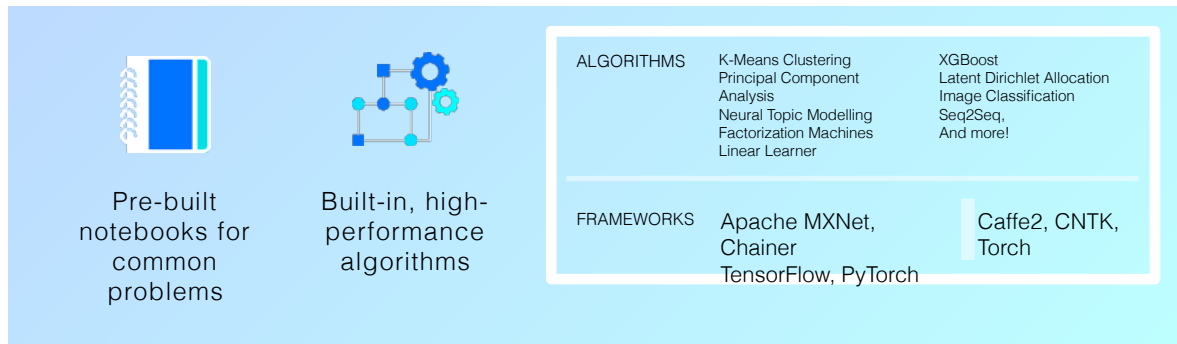 Pre-built
notebooks for
common
problems
Built-in, high-
performance
algorithms
ALGORITHMS
K-Means Clustering
Principal Component
Analysis
Neural Topic Modelling
Factorization Machines
Linear Learner
XGBoost
Latent Dirichlet Allocation
Image Classification
Seq2Seq,
And more!
FRAMEWORKS
Apache MXNet,
Chainer
TensorFlow, PyTorch
Caffe2, CNTK,
Torch